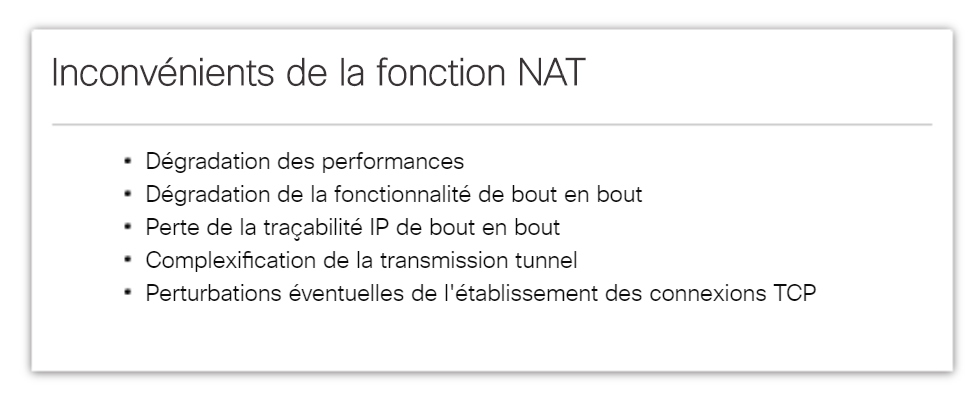 Inconvénients de la fonction NAT
• Dégradation des performances
• Dégradation de la fonctionnalité de bout en bout
• Perte de la traçabilité IP de bout en bout
• Complexification de la transmission tunnel
• Perturbations éventuelles de l'établissement des connexions TCP